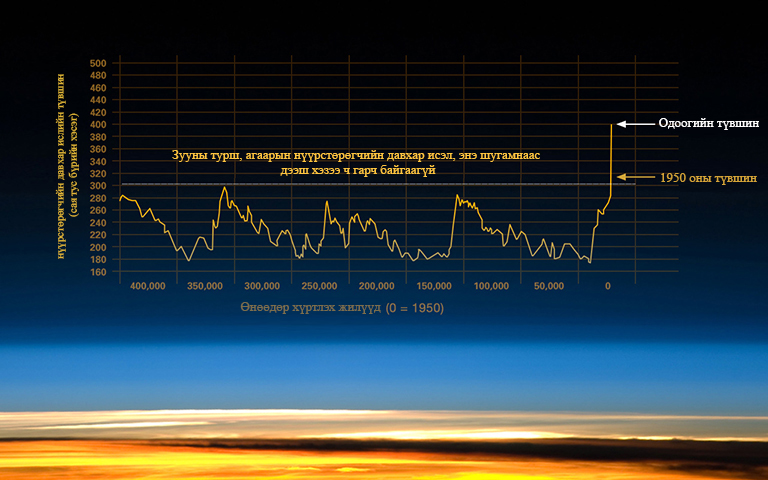 нүүрстөрөгчийн давхар ислийн түвшин
(сая тус бүрийн хэсэг)
500
480
460
440
420
400
380
360
340
320
300
280
260
240
220
200
180
160
Зууны турш, агаарын нүүрстөрөгчийн давхар исэл, энэ шугамнаас
дээш хэзээ ч гарч байгаагүй
Одоогийн түвшин
1950 оны түвшин
400,000 350,000 300,000 250,000 200,000 150,000 100,000 50,000 0
Өнөөдөр хүртлэх жилүүд (0 = 1950)